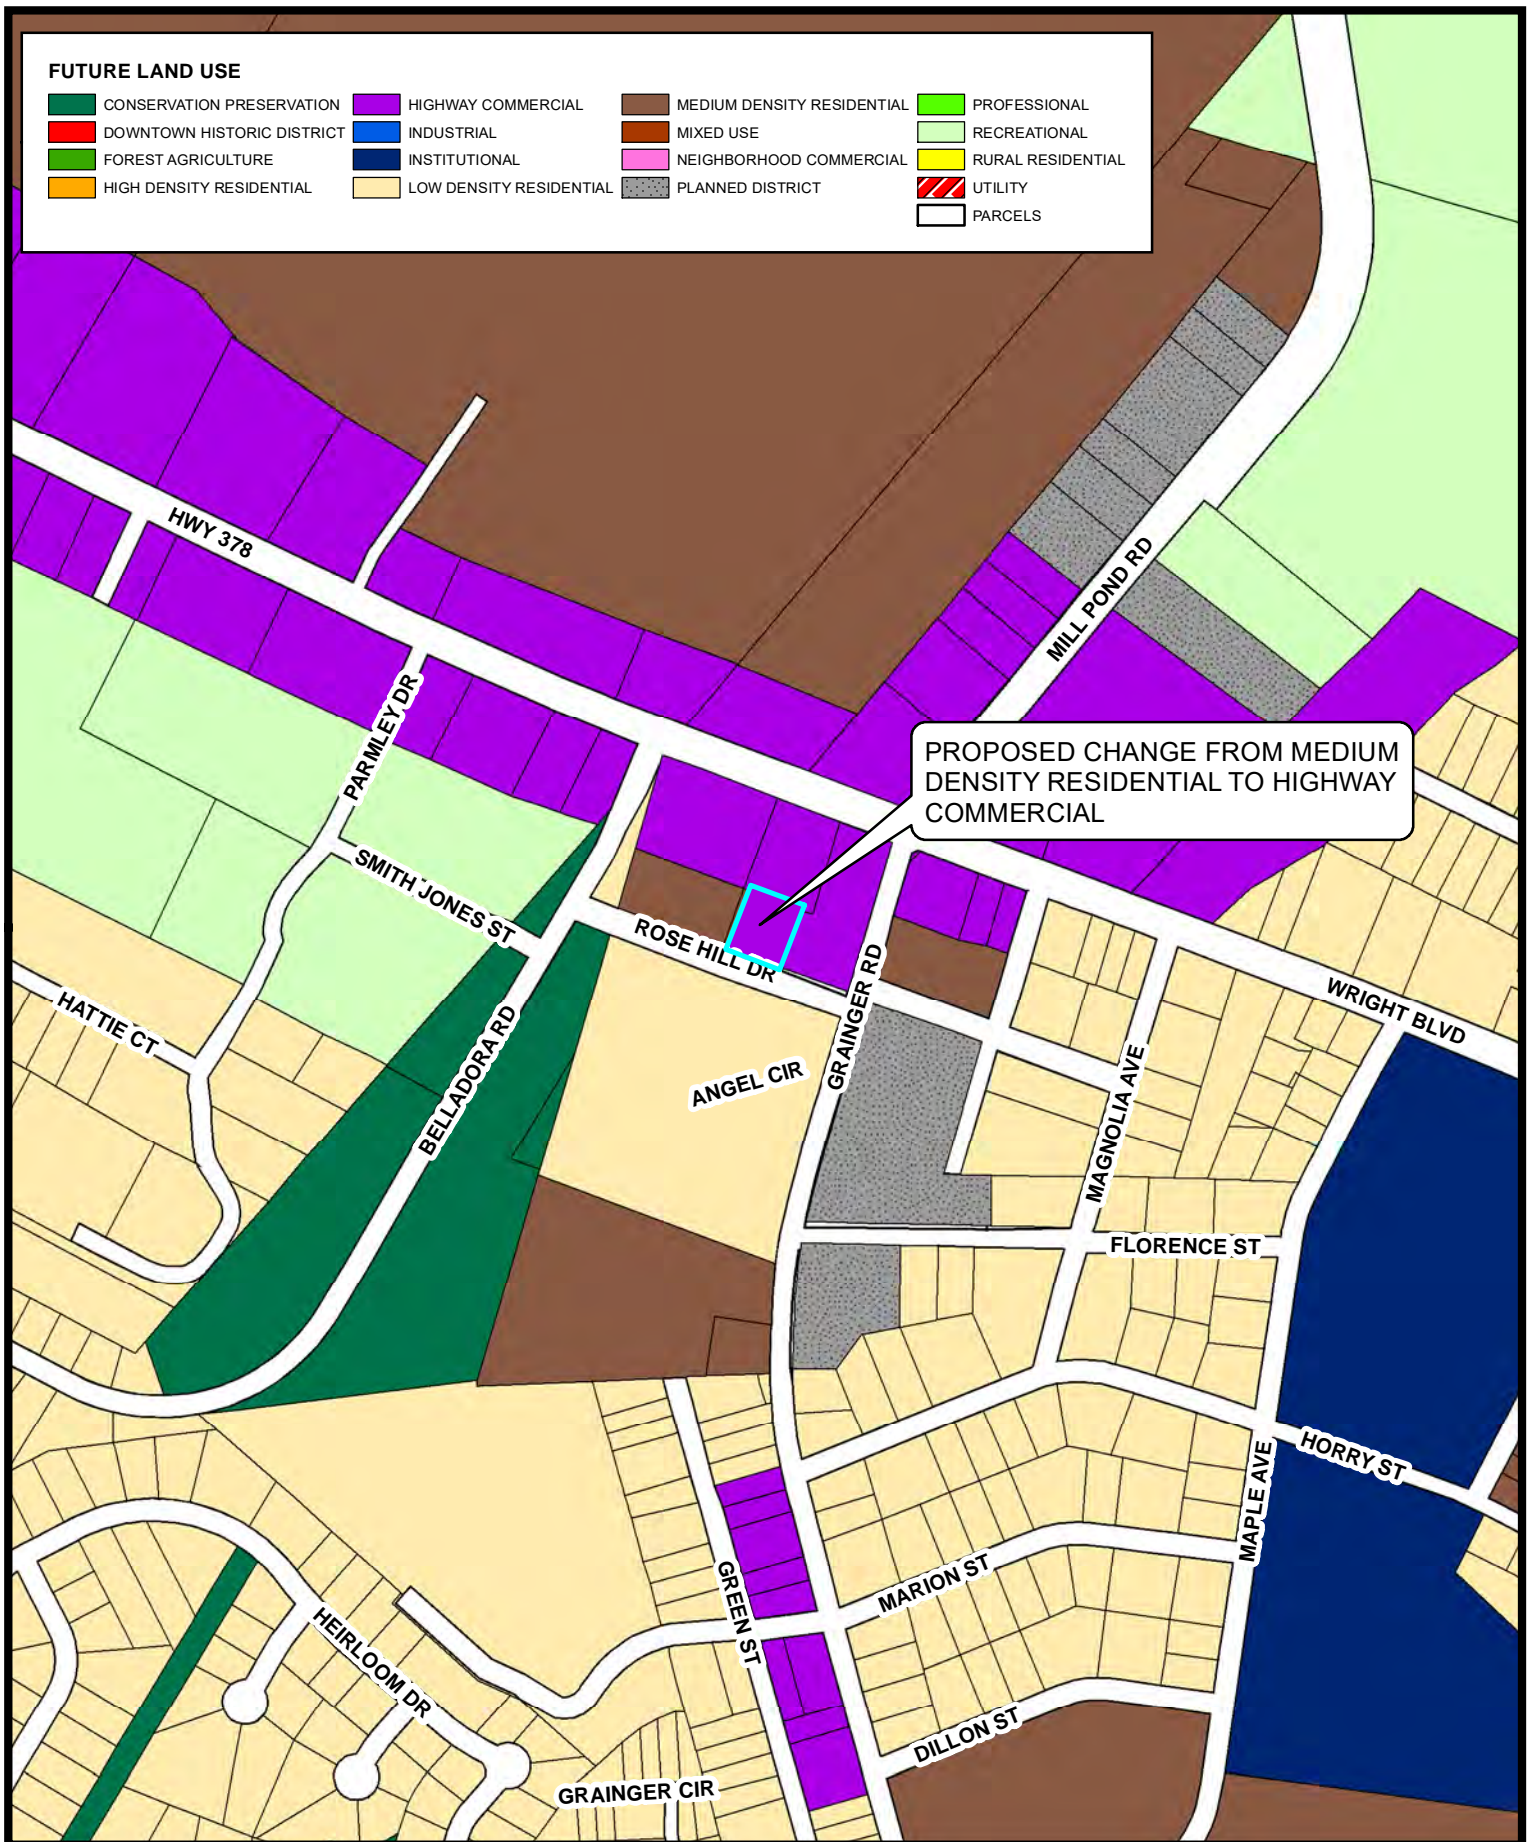 FUTURE LAND USE
CONSERVATION PRESERVATION
DOWNTOWN HISTORIC DISTRICT
FOREST AGRICULTURE
HIGH DENSITY RESIDENTIAL
HIGHWAY COMMERCIAL
INDUSTRIAL
INSTITUTIONAL
LOW DENSITY RESIDENTIAL
MEDIUM DENSITY RESIDENTIAL
MIXED USE
NEIGHBORHOOD COMMERCIAL
PLANNED DISTRICT
PROFESSIONAL
RECREATIONAL
RURAL RESIDENTIAL
UTILITY
PARCELS
HWY 378
MILL POND RD
PARMLEY DR
PROPOSED CHANGE FROM MEDIUM
DENSITY RESIDENTIAL TO HIGHWAY
COMMERCIAL
SMITH JONES ST
ROSE HILL DR
HATTIE CT
BELLADORA RD
GRAINGER RD
WRIGHT BLVD
ANGEL CIR
MAGNOLIA AVE
FLORENCE ST
HORRY ST
MAPLE AVE
GREEN ST
MARION ST
HEIRLOOM DR
DILLON ST
GRAINGER CIR